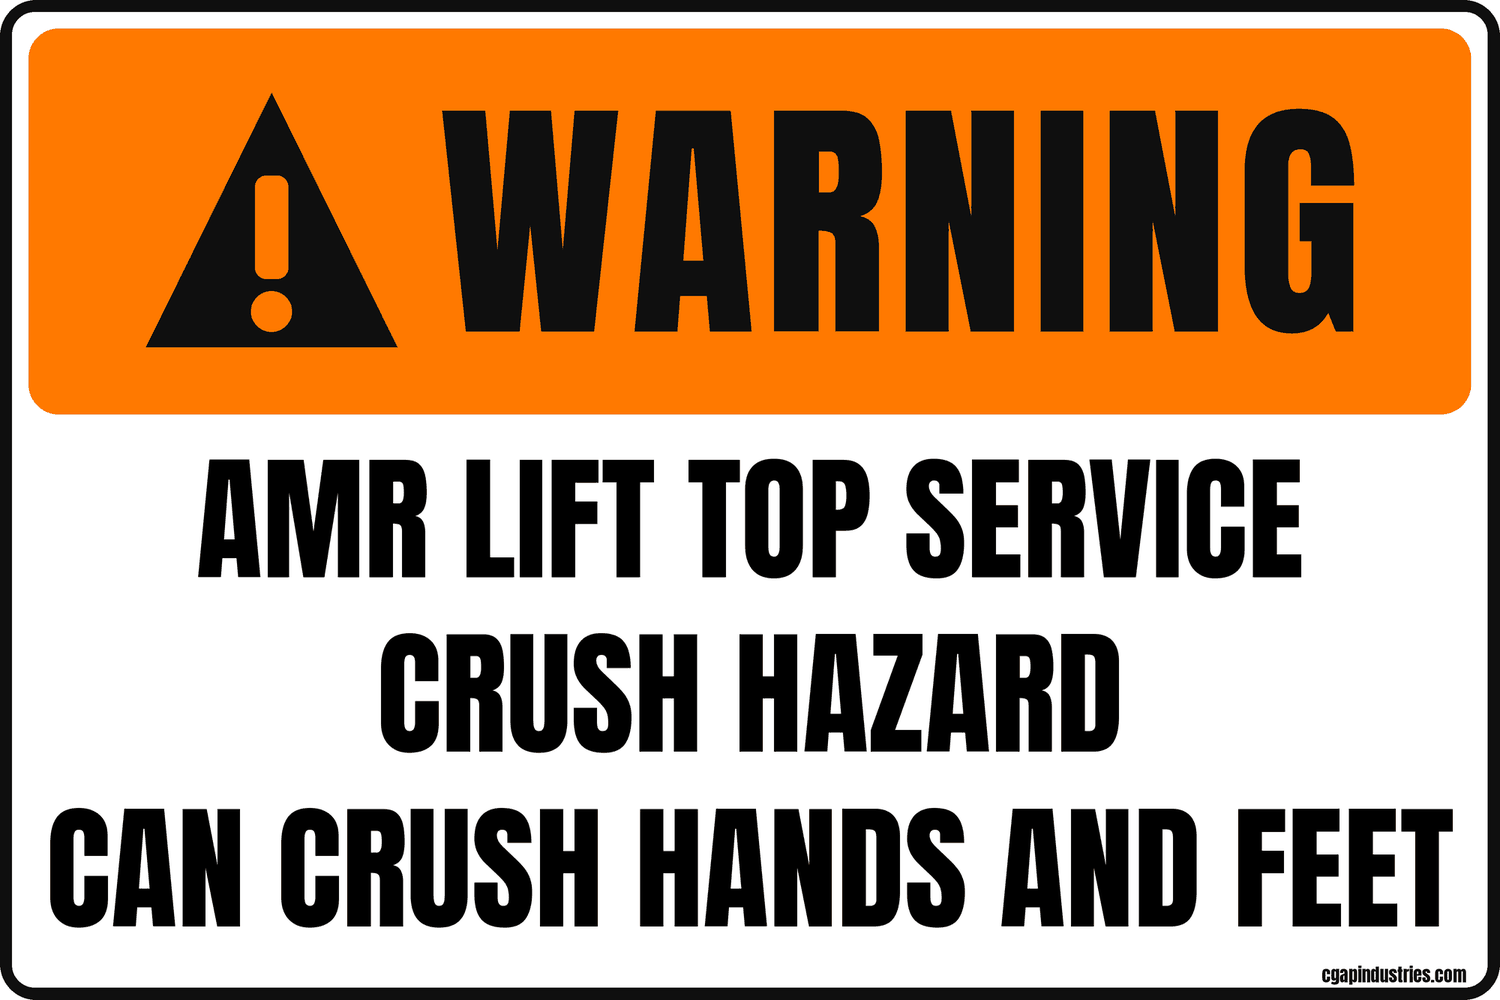 WARNING
AMR LIFT TOP SERVICE
CRUSH HAZARD
CAN CRUSH HANDS AND FEET
cgapindustries.com